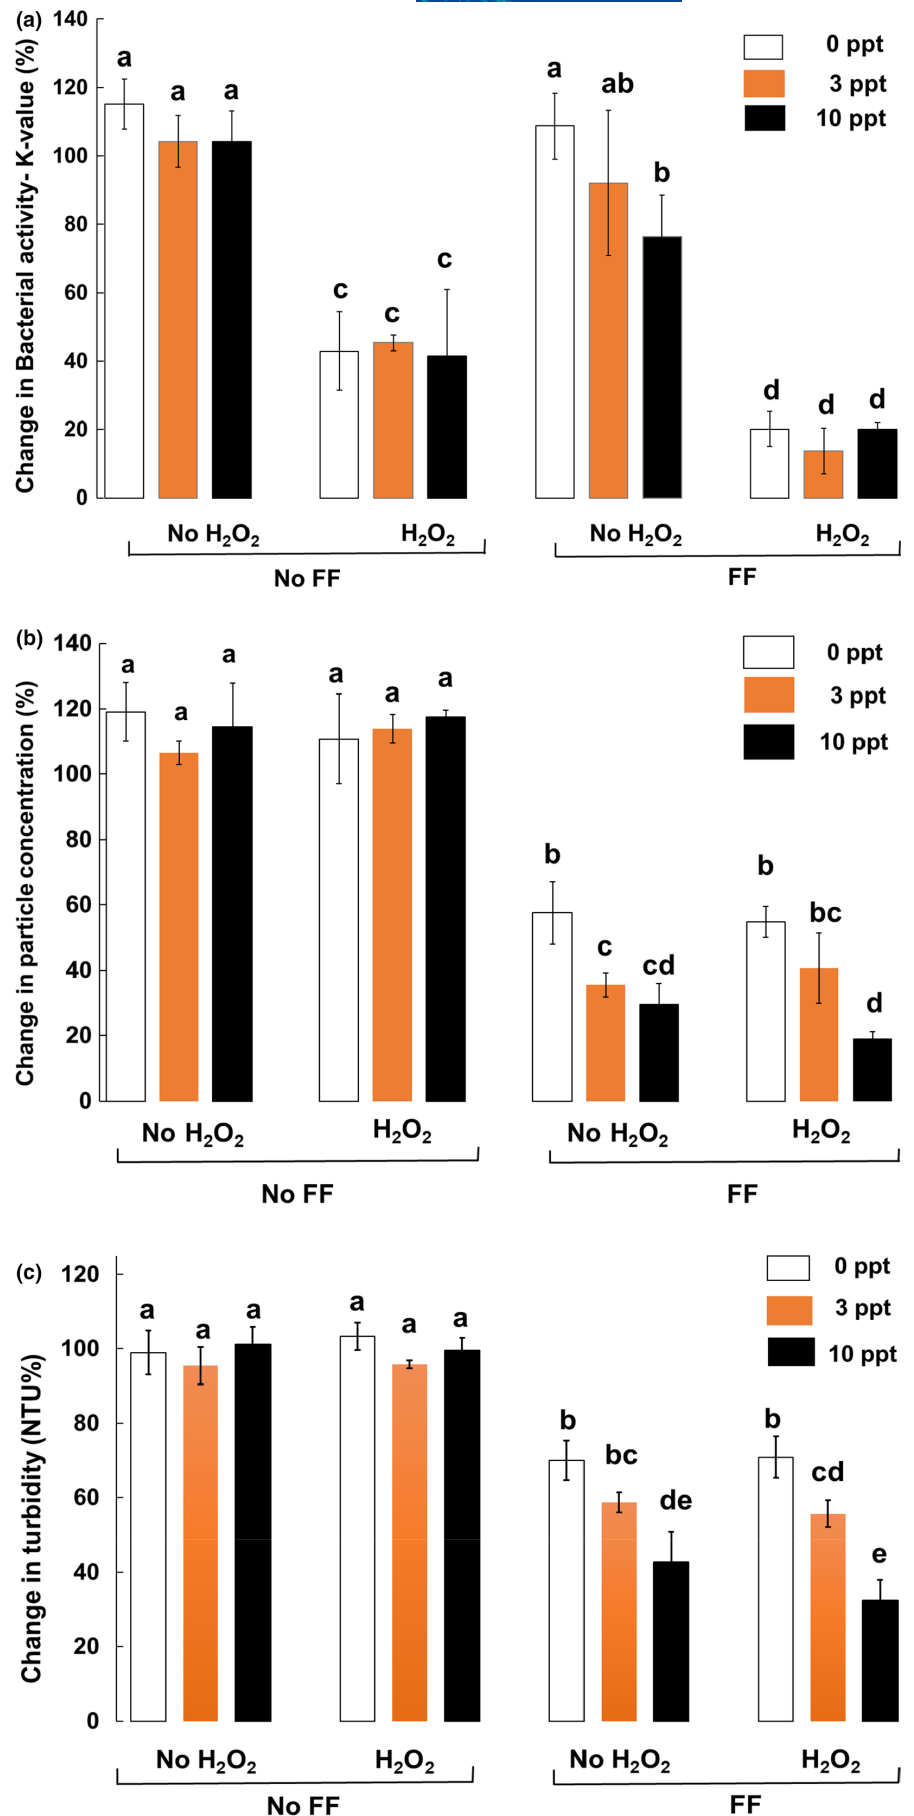 (a)
Change in Bacterial activity- K-value (%)
140
120
100
80
60
40
20
0
a
a
a
c
c
c
a
ab
b
d
d
d
0 ppt
3 ppt
10 ppt
No H₂O₂
H₂O₂
No H₂O₂
H₂O₂
No FF
FF
(b)
Change in particle concentration (%)
140
120
100
80
60
40
20
0
a
a
a
a
a
a
b
c
cd
b
bc
d
0 ppt
3 ppt
10 ppt
No H₂O₂
H₂O₂
No H₂O₂
H₂O₂
No FF
FF
(c)
Change in turbidity (NTU%)
120
100
80
60
40
20
0
a
a
a
a
a
a
b
bc
de
b
cd
e
0 ppt
3 ppt
10 ppt
No H₂O₂
H₂O₂
No H₂O₂
H₂O₂
No FF
FF